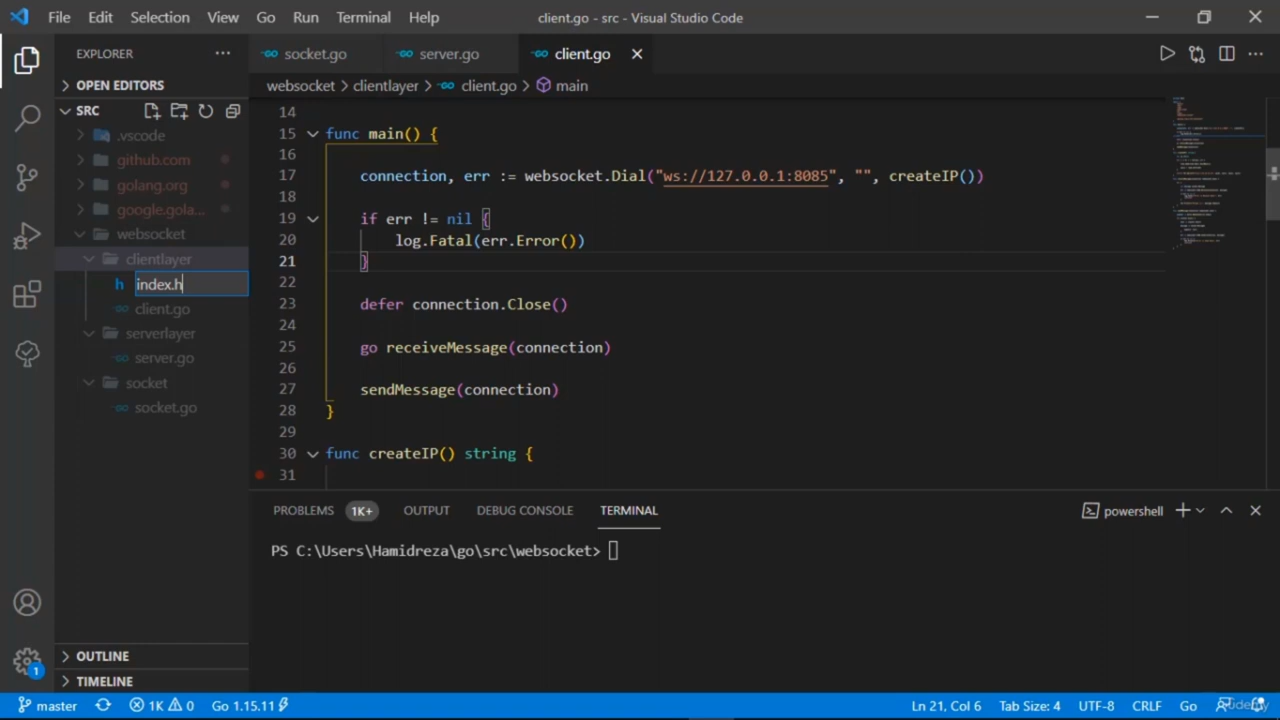 File Edit Selection View Go Run Terminal Help client.go - src - Visual Studio Code
EXPLORER
socket.go
server.go
client.go
OPEN EDITORS
websocket > clientlayer > client.go > main
SRC
.vscode
github.com
golang.org
google.gola...
websocket
clientlayer
index.h
client.go
serverlayer
server.go
socket
socket.go
OUTLINE
TIMELINE
14
15 func main() {
16
17 connection, err := websocket.Dial("ws://127.0.0.1:8085", "", createIP())
18
19 if err != nil {
20 log.Fatal(err.Error())
21 }
22
23 defer connection.Close()
24
25 go receiveMessage(connection)
26
27 sendMessage(connection)
28 }
29
30 func createIP() string {
31
PROBLEMS 1K+ OUTPUT DEBUG CONSOLE TERMINAL
powershell
PS C:\Users\Hamidreza\go\src\websocket>
1
master 1K 0 Go 1.15.11
Ln 21, Col 6 Tab Size: 4 UTF-8 CRLF Go